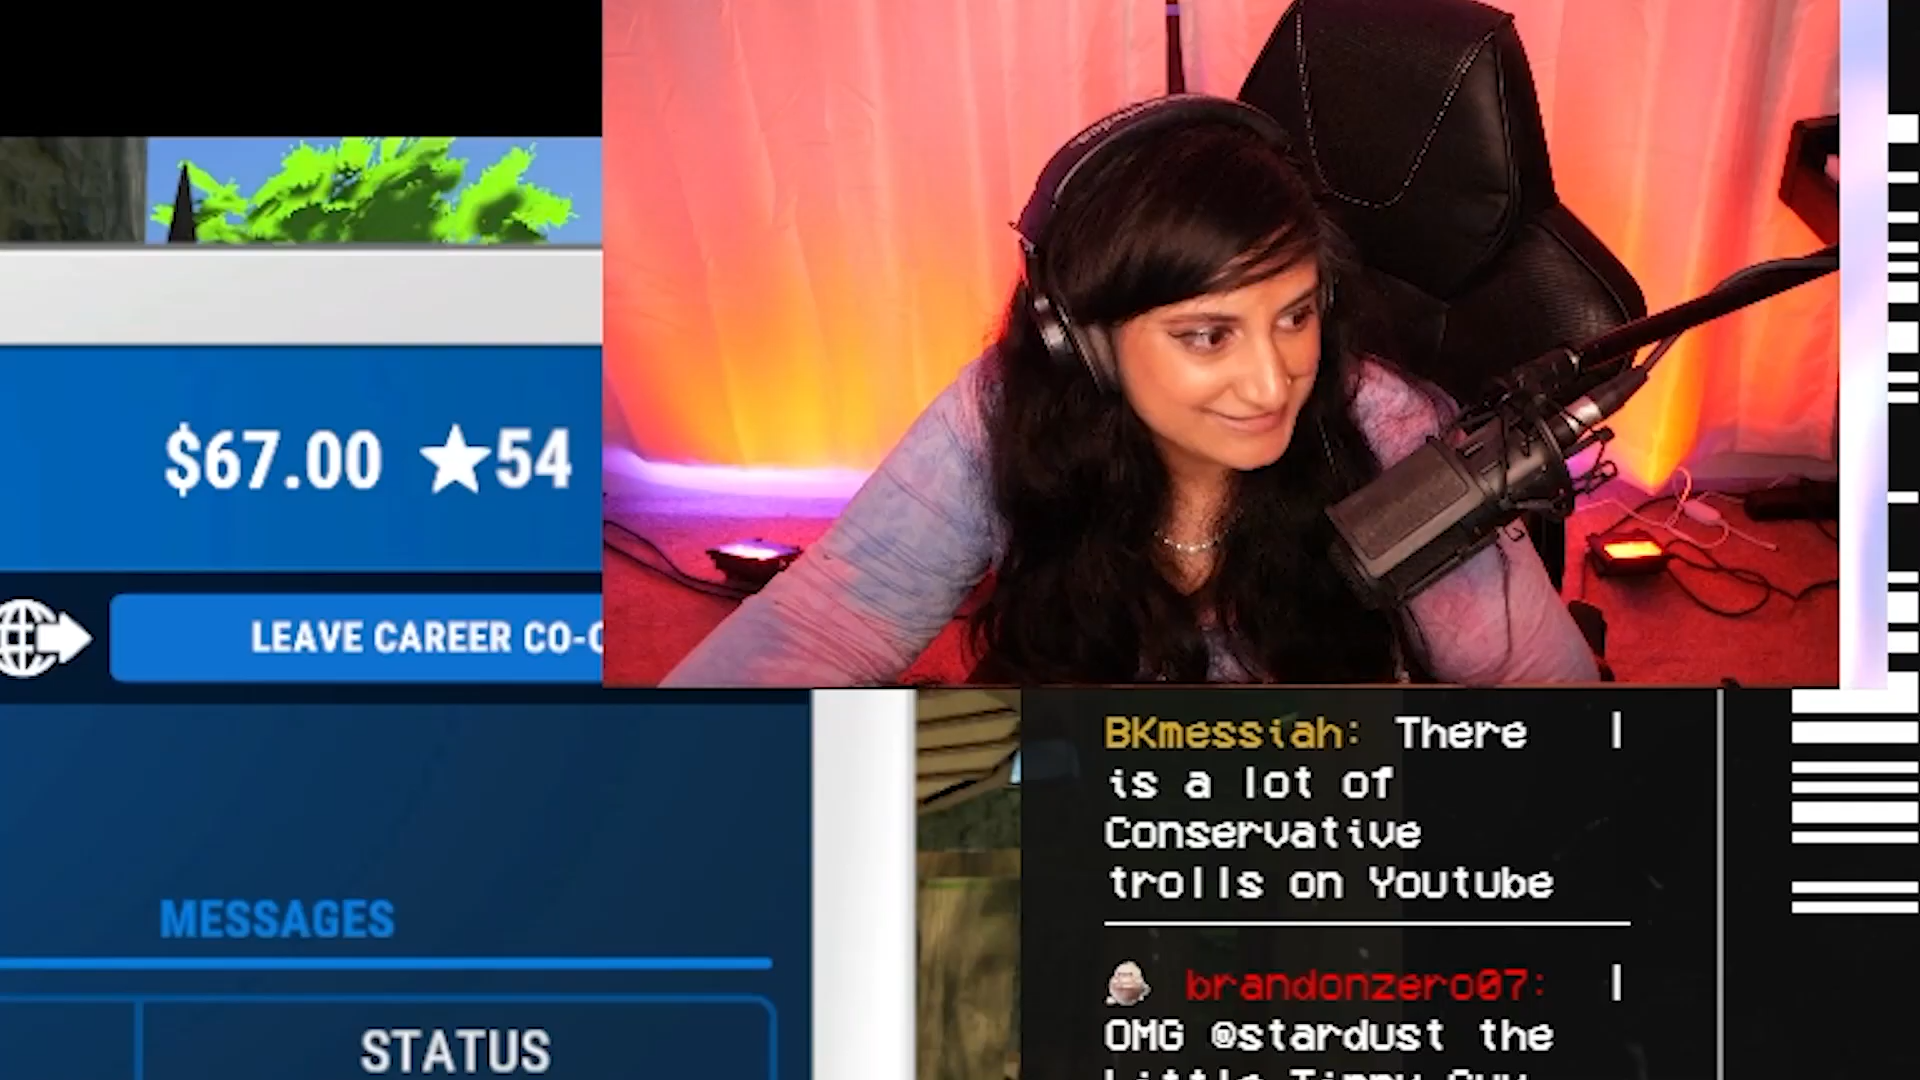 $67.00 ★54
LEAVE CAREER CO-
MESSAGES
STATUS
BKmessiah: There
is a lot of
Conservative
trolls on Youtube
brandonzero07:
OMG @stardust the